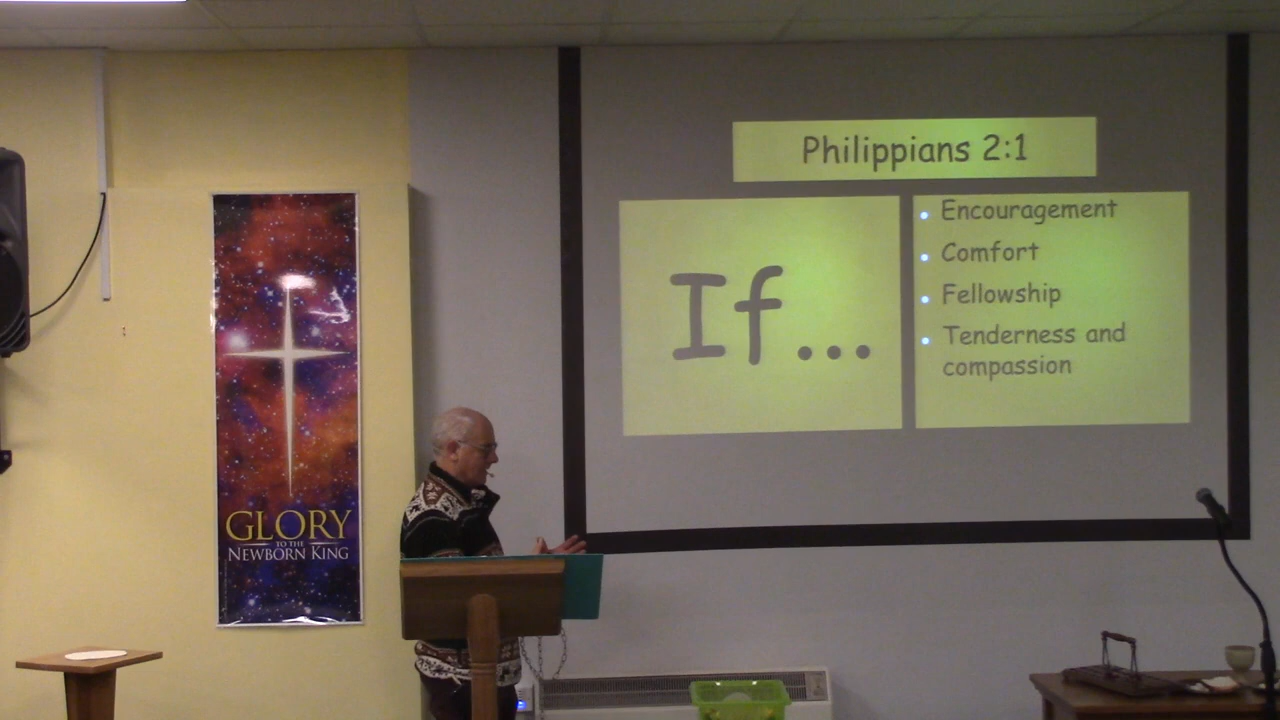 Philippians 2:1
If...
• Encouragement
• Comfort
• Fellowship
• Tenderness and
compassion
GLORY
TO THE
NEWBORN KING